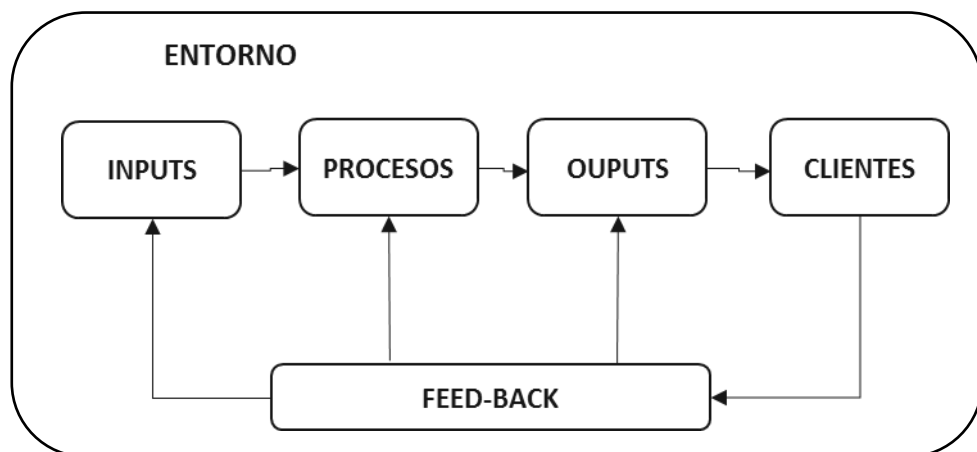 ENTORNO
INPUTS
PROCESOS
OUPUTS
CLIENTES
FEED-BACK